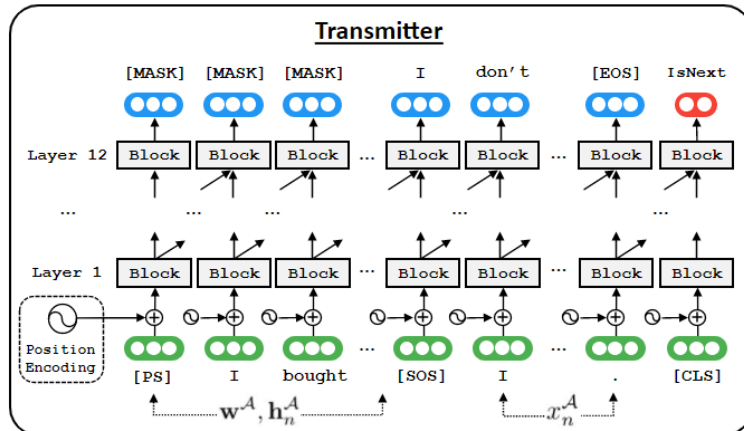 Transmitter
[MASK] [MASK] [MASK] I don't [EOS] IsNext
Layer 12 Block Block Block ... Block Block ... Block Block
... ... ... ... ... ...
Layer 1 Block Block Block ... Block Block ... Block Block
Position
Encoding
... ...
[PS] I bought [SOS] I . [CLS]
w^A, h_n^A x_n^A